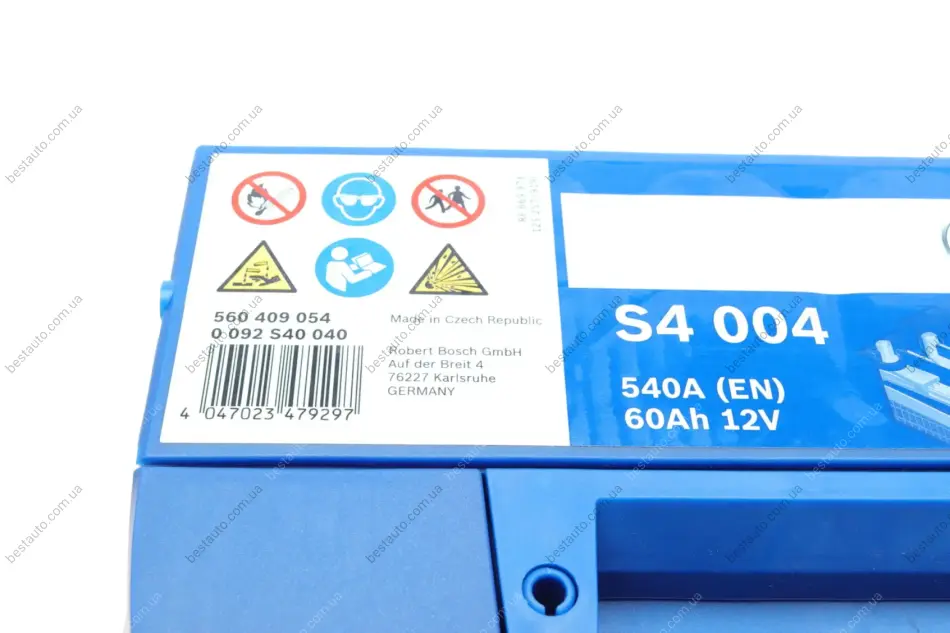 560 409 054
0 092 S40 040
4 047023 479297
Made in Czech Republic
Robert Bosch GmbH
Auf der Breit 4
76227 Karlsruhe
GERMANY
S4 004
540A (EN)
60Ah 12V
bestauto.com.ua